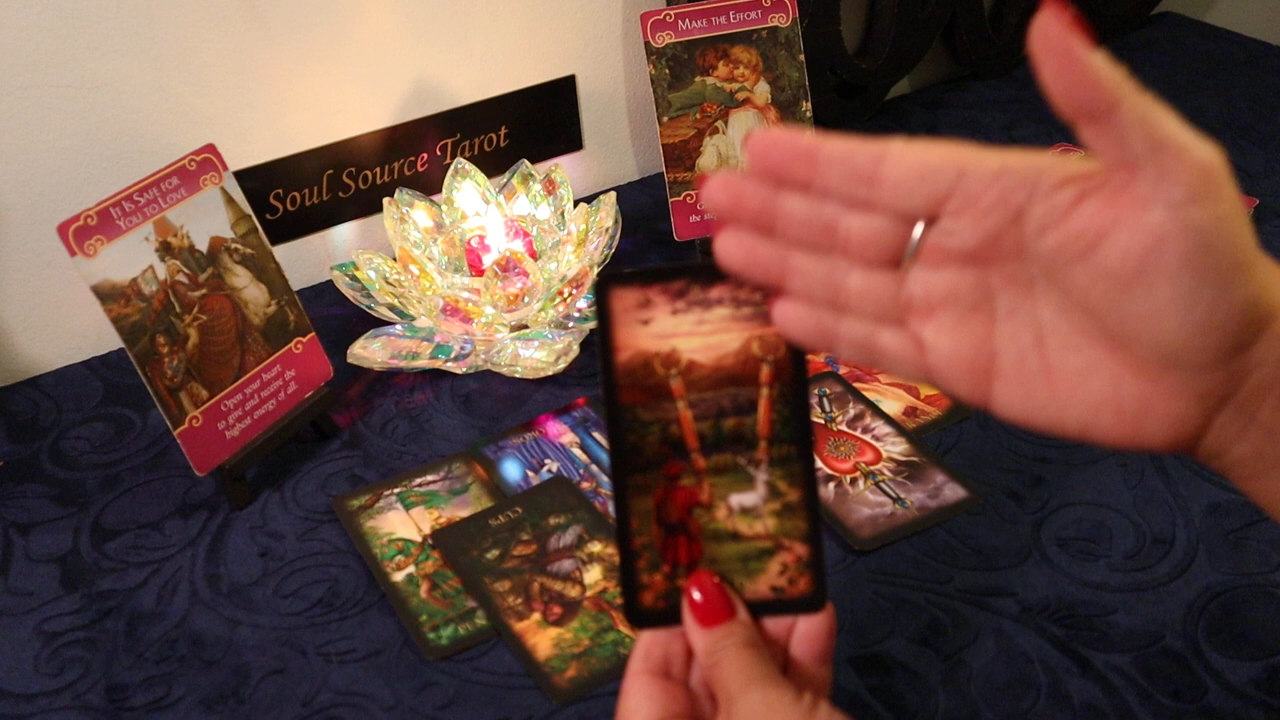 MAKE THE EFFORT
Soul Source Tarot
IT IS SAFE FOR
YOU TO LOVE
Open your heart
to give and receive the
highest energy of all.
the
CUPS